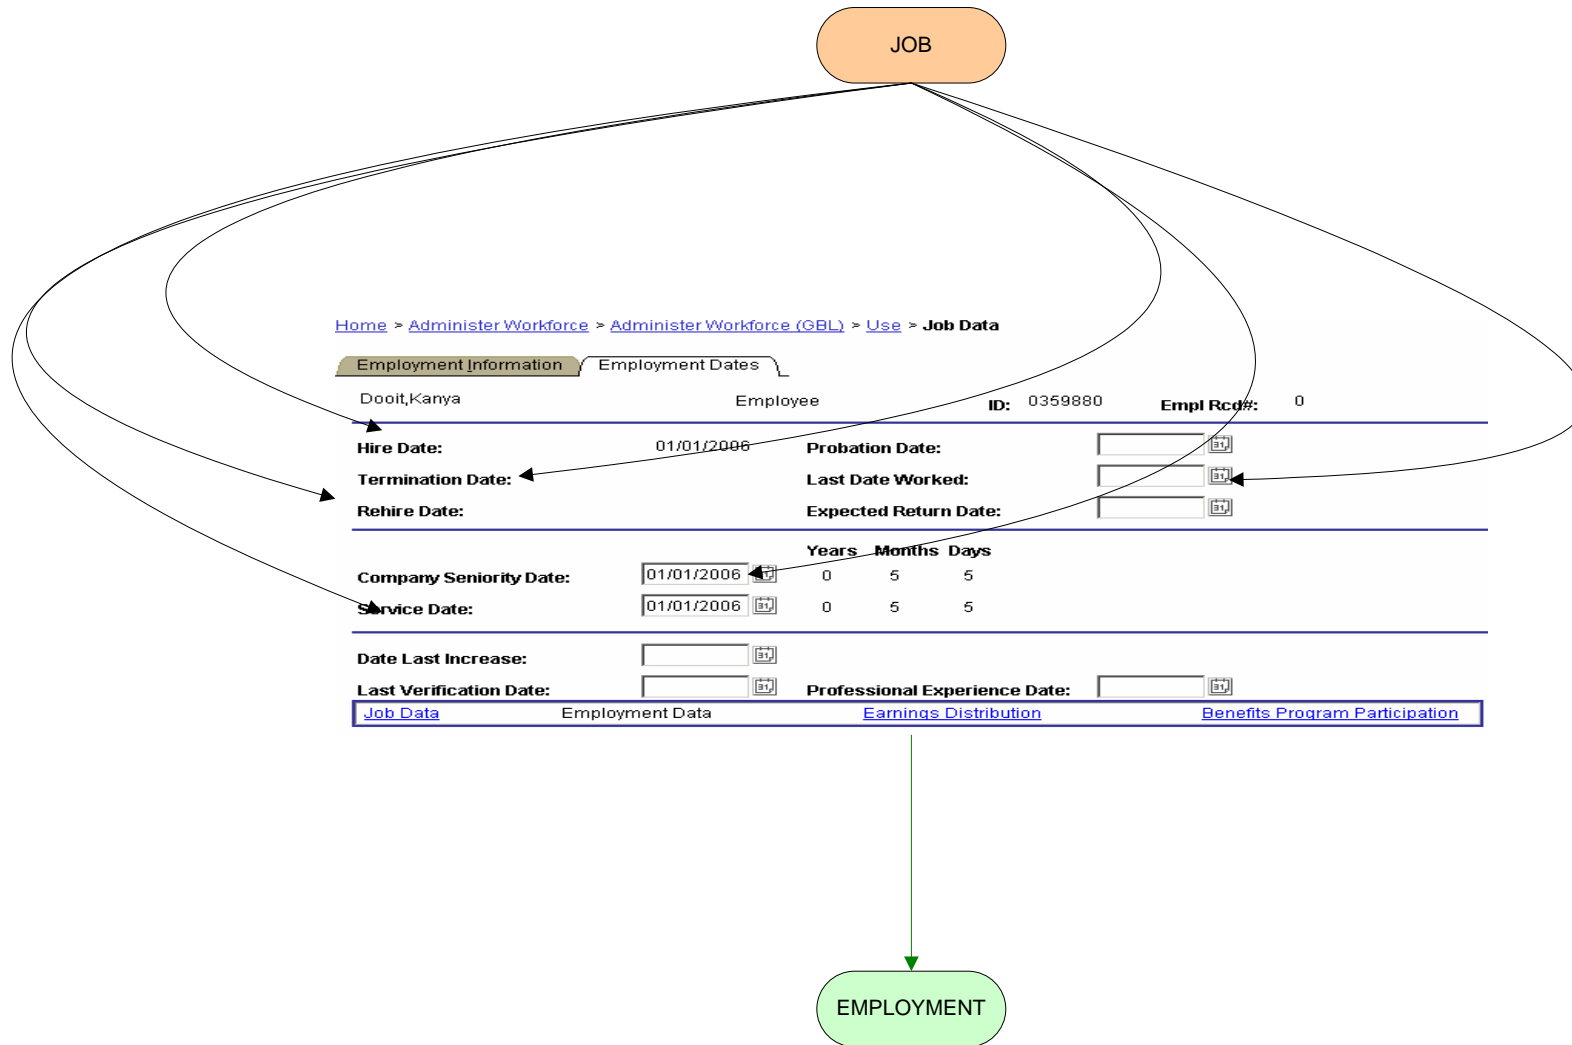 JOB
Home > Administer Workforce > Administer Workforce (GBL) > Use > Job Data
Employment Information Employment Dates
Dooit,Kanya Employee ID: 0359880 Empl Rcd#: 0
Hire Date: 01/01/2006 Probation Date:
Termination Date: Last Date Worked:
Rehire Date: Expected Return Date:
Years Months Days
Company Seniority Date: 01/01/2006 0 5 5
Service Date: 01/01/2006 0 5 5
Date Last Increase:
Last Verification Date: Professional Experience Date:
Job Data Employment Data Earnings Distribution Benefits Program Participation
EMPLOYMENT